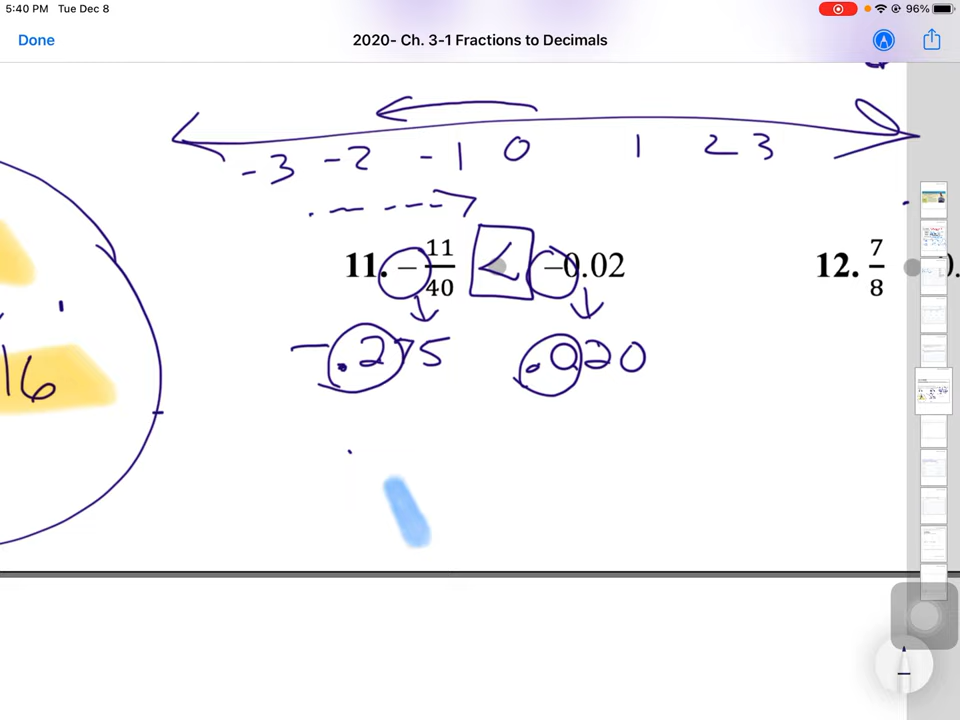 5:40 PM Tue Dec 8 96%
Done 2020- Ch. 3-1 Fractions to Decimals
-3 -2 -1 0 1 2 3
11. - 11/40 < -0.02 12. 7/8
-.275 .020
16